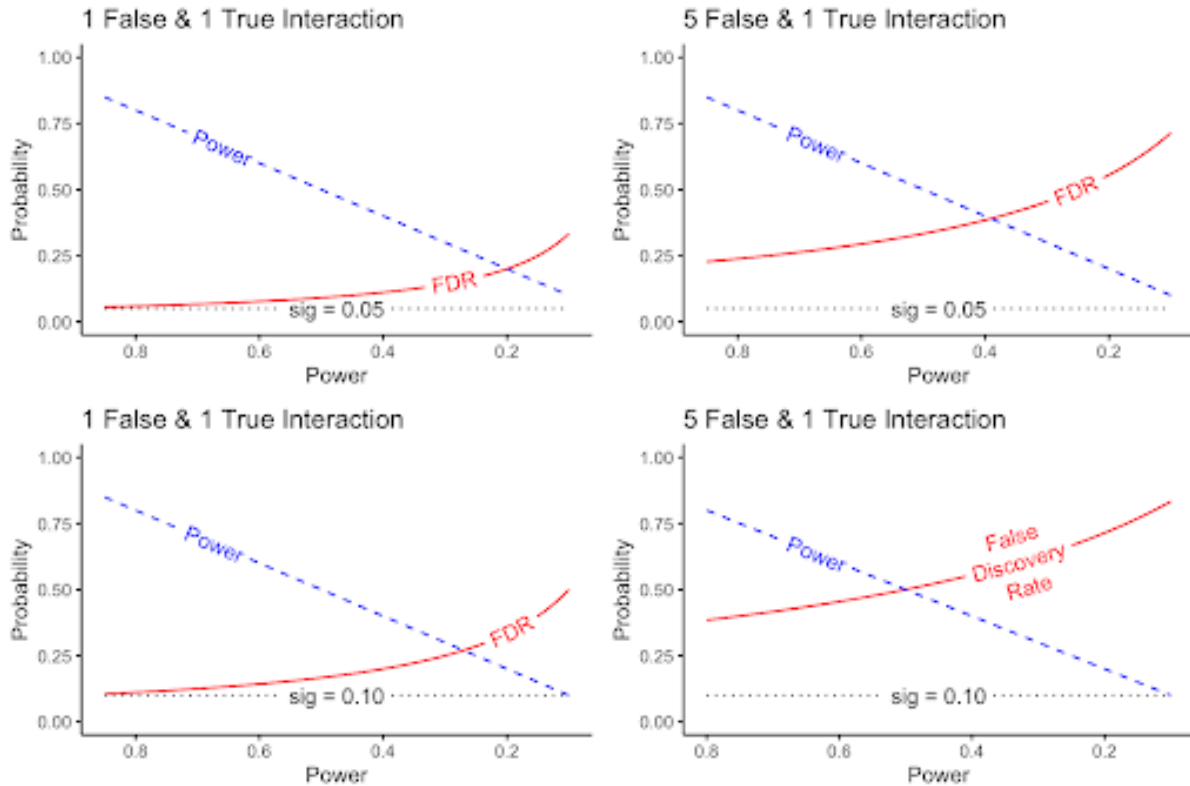 1 False & 1 True Interaction
1.00
0.75
0.50
0.25
0.00
Probability
Power
FDR
sig = 0.05
0.8
0.6
0.4
0.2
Power
5 False & 1 True Interaction
1.00
0.75
0.50
0.25
0.00
Probability
Power
FDR
sig = 0.05
0.8
0.6
0.4
0.2
Power
1 False & 1 True Interaction
1.00
0.75
0.50
0.25
0.00
Probability
Power
FDR
sig = 0.10
0.8
0.6
0.4
0.2
Power
5 False & 1 True Interaction
1.00
0.75
0.50
0.25
0.00
Probability
Power
False
Discovery
Rate
sig = 0.10
0.8
0.6
0.4
0.2
Power